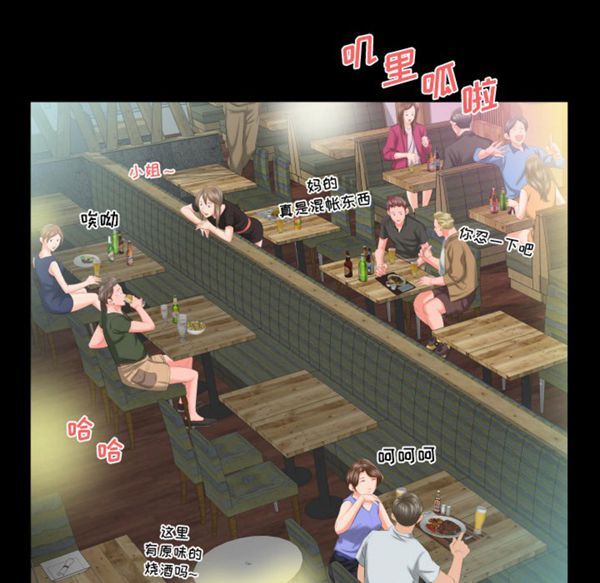 叽里呱啦
小姐~
妈的
真是混帐东西
唉呦
你忍一下吧
哈
哈
呵呵呵
这里
有原味的
烧酒吗~